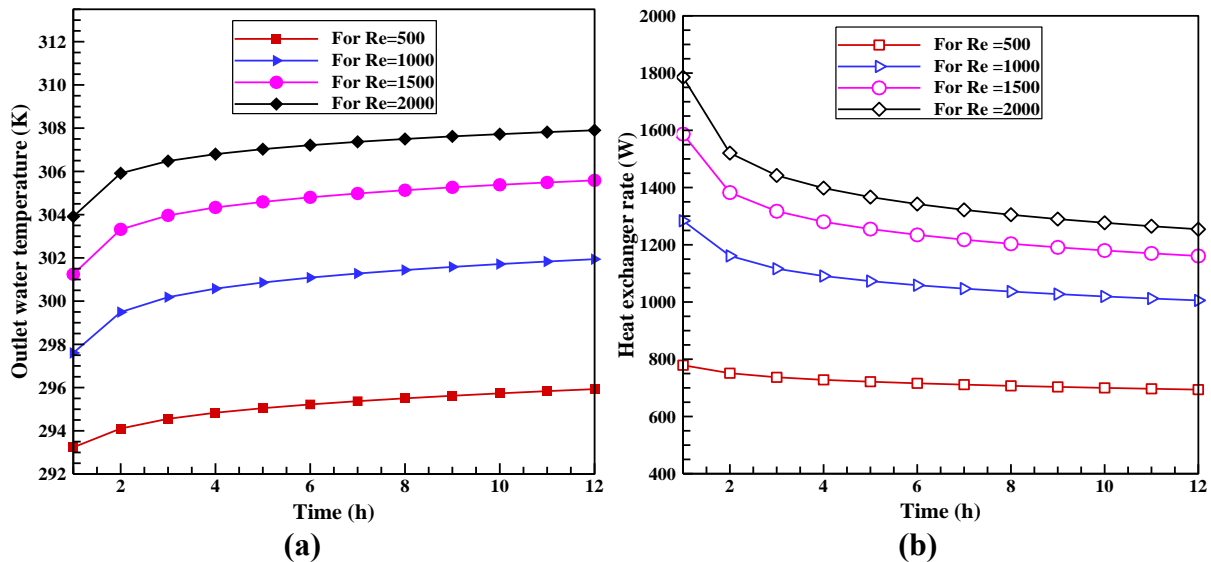 Outlet water temperature (K)
312
310
308
306
304
302
300
298
296
294
292
For Re=500
For Re=1000
For Re=1500
For Re=2000
2
4
6
8
10
12
Time (h)
(a)
Heat exchanger rate (W)
2000
1800
1600
1400
1200
1000
800
600
400
For Re =500
For Re =1000
For Re =1500
For Re =2000
2
4
6
8
10
12
Time (h)
(b)